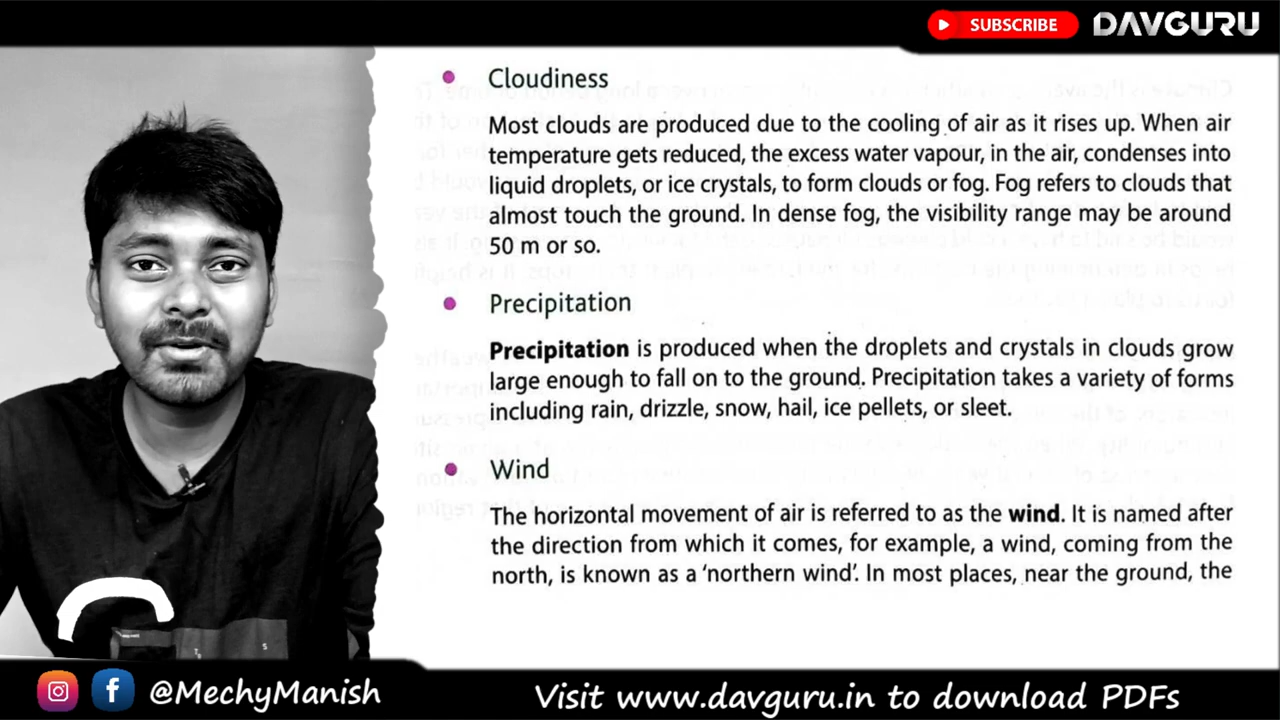 SUBSCRIBE DAVGURU
Cloudiness
Most clouds are produced due to the cooling of air as it rises up. When air
temperature gets reduced, the excess water vapour, in the air, condenses into
liquid droplets, or ice crystals, to form clouds or fog. Fog refers to clouds that
almost touch the ground. In dense fog, the visibility range may be around
50 m or so.
Precipitation
Precipitation is produced when the droplets and crystals in clouds grow
large enough to fall on to the ground. Precipitation takes a variety of forms
including rain, drizzle, snow, hail, ice pellets, or sleet.
Wind
The horizontal movement of air is referred to as the wind. It is named after
the direction from which it comes, for example, a wind, coming from the
north, is known as a ‘northern wind’. In most places, near the ground, the
@MechyManish
Visit www.davguru.in to download PDFs